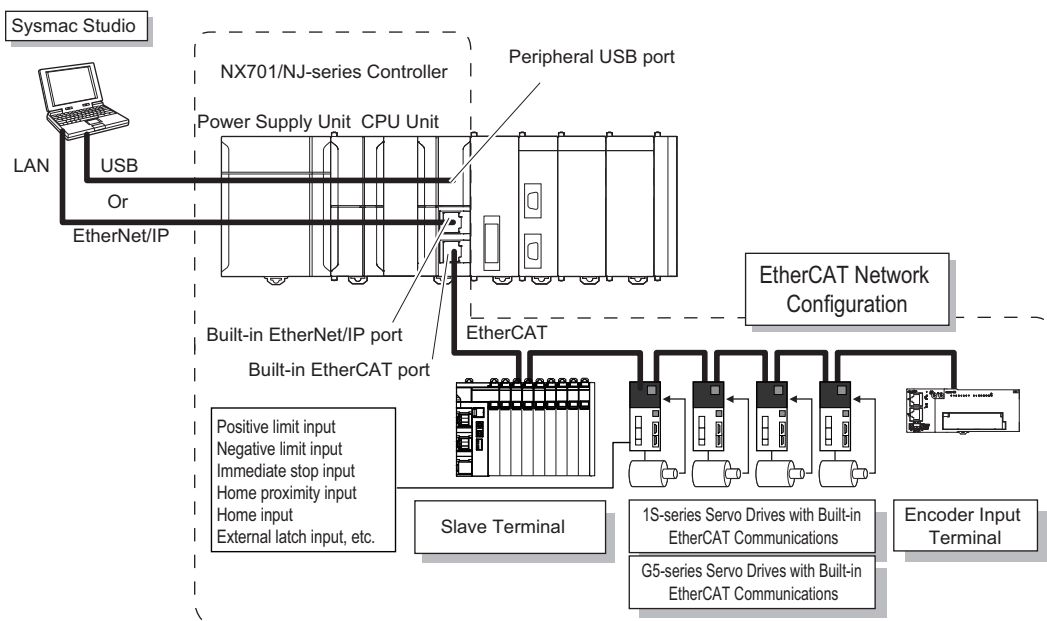 Sysmac Studio
NX701/NJ-series Controller
Peripheral USB port
Power Supply Unit
CPU Unit
LAN
USB
Or
EtherNet/IP
EtherCAT Network
Configuration
Built-in EtherNet/IP port
EtherCAT
Built-in EtherCAT port
Positive limit input
Negative limit input
Immediate stop input
Home proximity input
Home input
External latch input, etc.
Slave Terminal
1S-series Servo Drives with Built-in
EtherCAT Communications
G5-series Servo Drives with Built-in
EtherCAT Communications
Encoder Input
Terminal